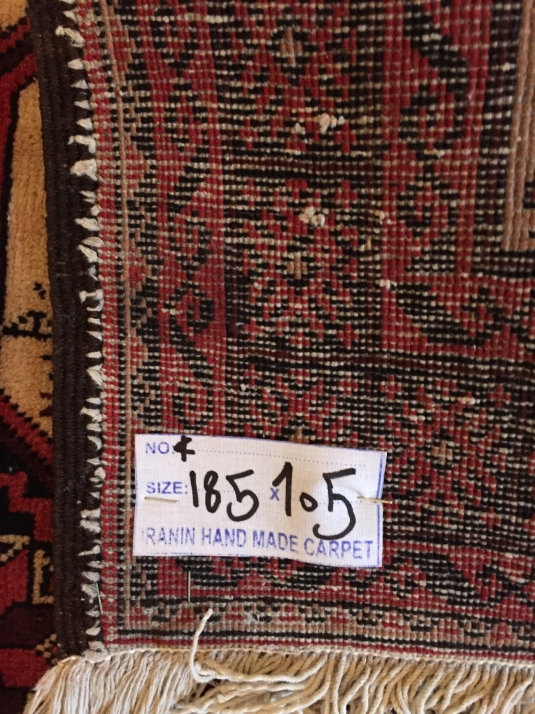 NO:
SIZE: 185 x 105
IRANIN HAND MADE CARPET